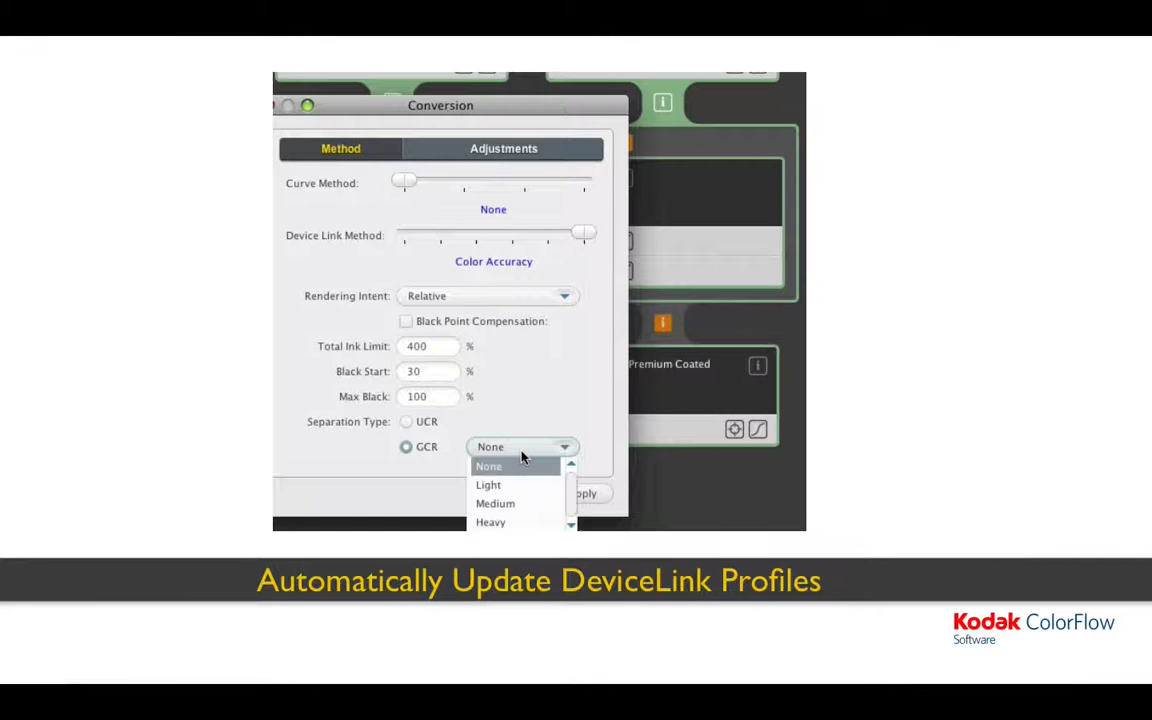 Conversion
Method Adjustments
Curve Method:
None
Device Link Method:
Color Accuracy
Rendering Intent: Relative
Black Point Compensation:
Total Ink Limit: 400 %
Black Start: 30 %
Premium Coated
Max Black: 100 %
Separation Type: UCR
GCR None
None
Light
Medium
Heavy
Automatically Update DeviceLink Profiles
Kodak ColorFlow
Software